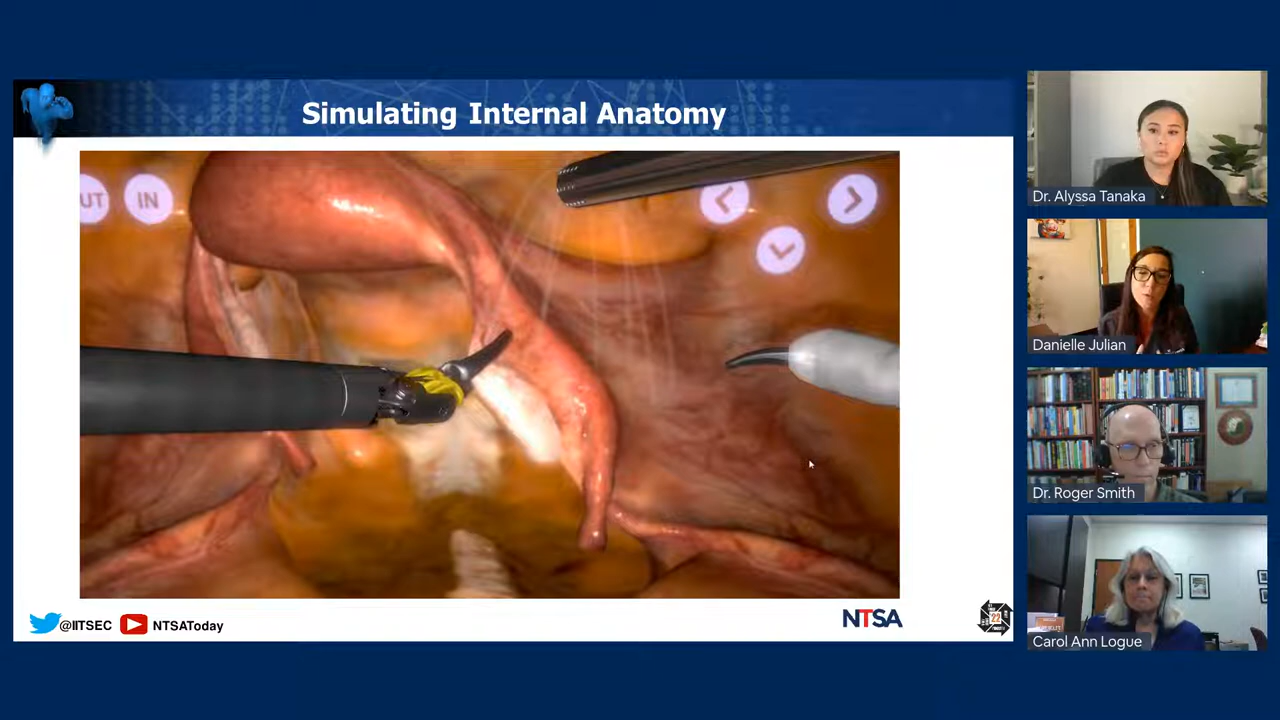 Simulating Internal Anatomy
UT
IN
@IITSEC
NTSAToday
NTSA
Dr. Alyssa Tanaka
Danielle Julian
Dr. Roger Smith
Carol Ann Logue